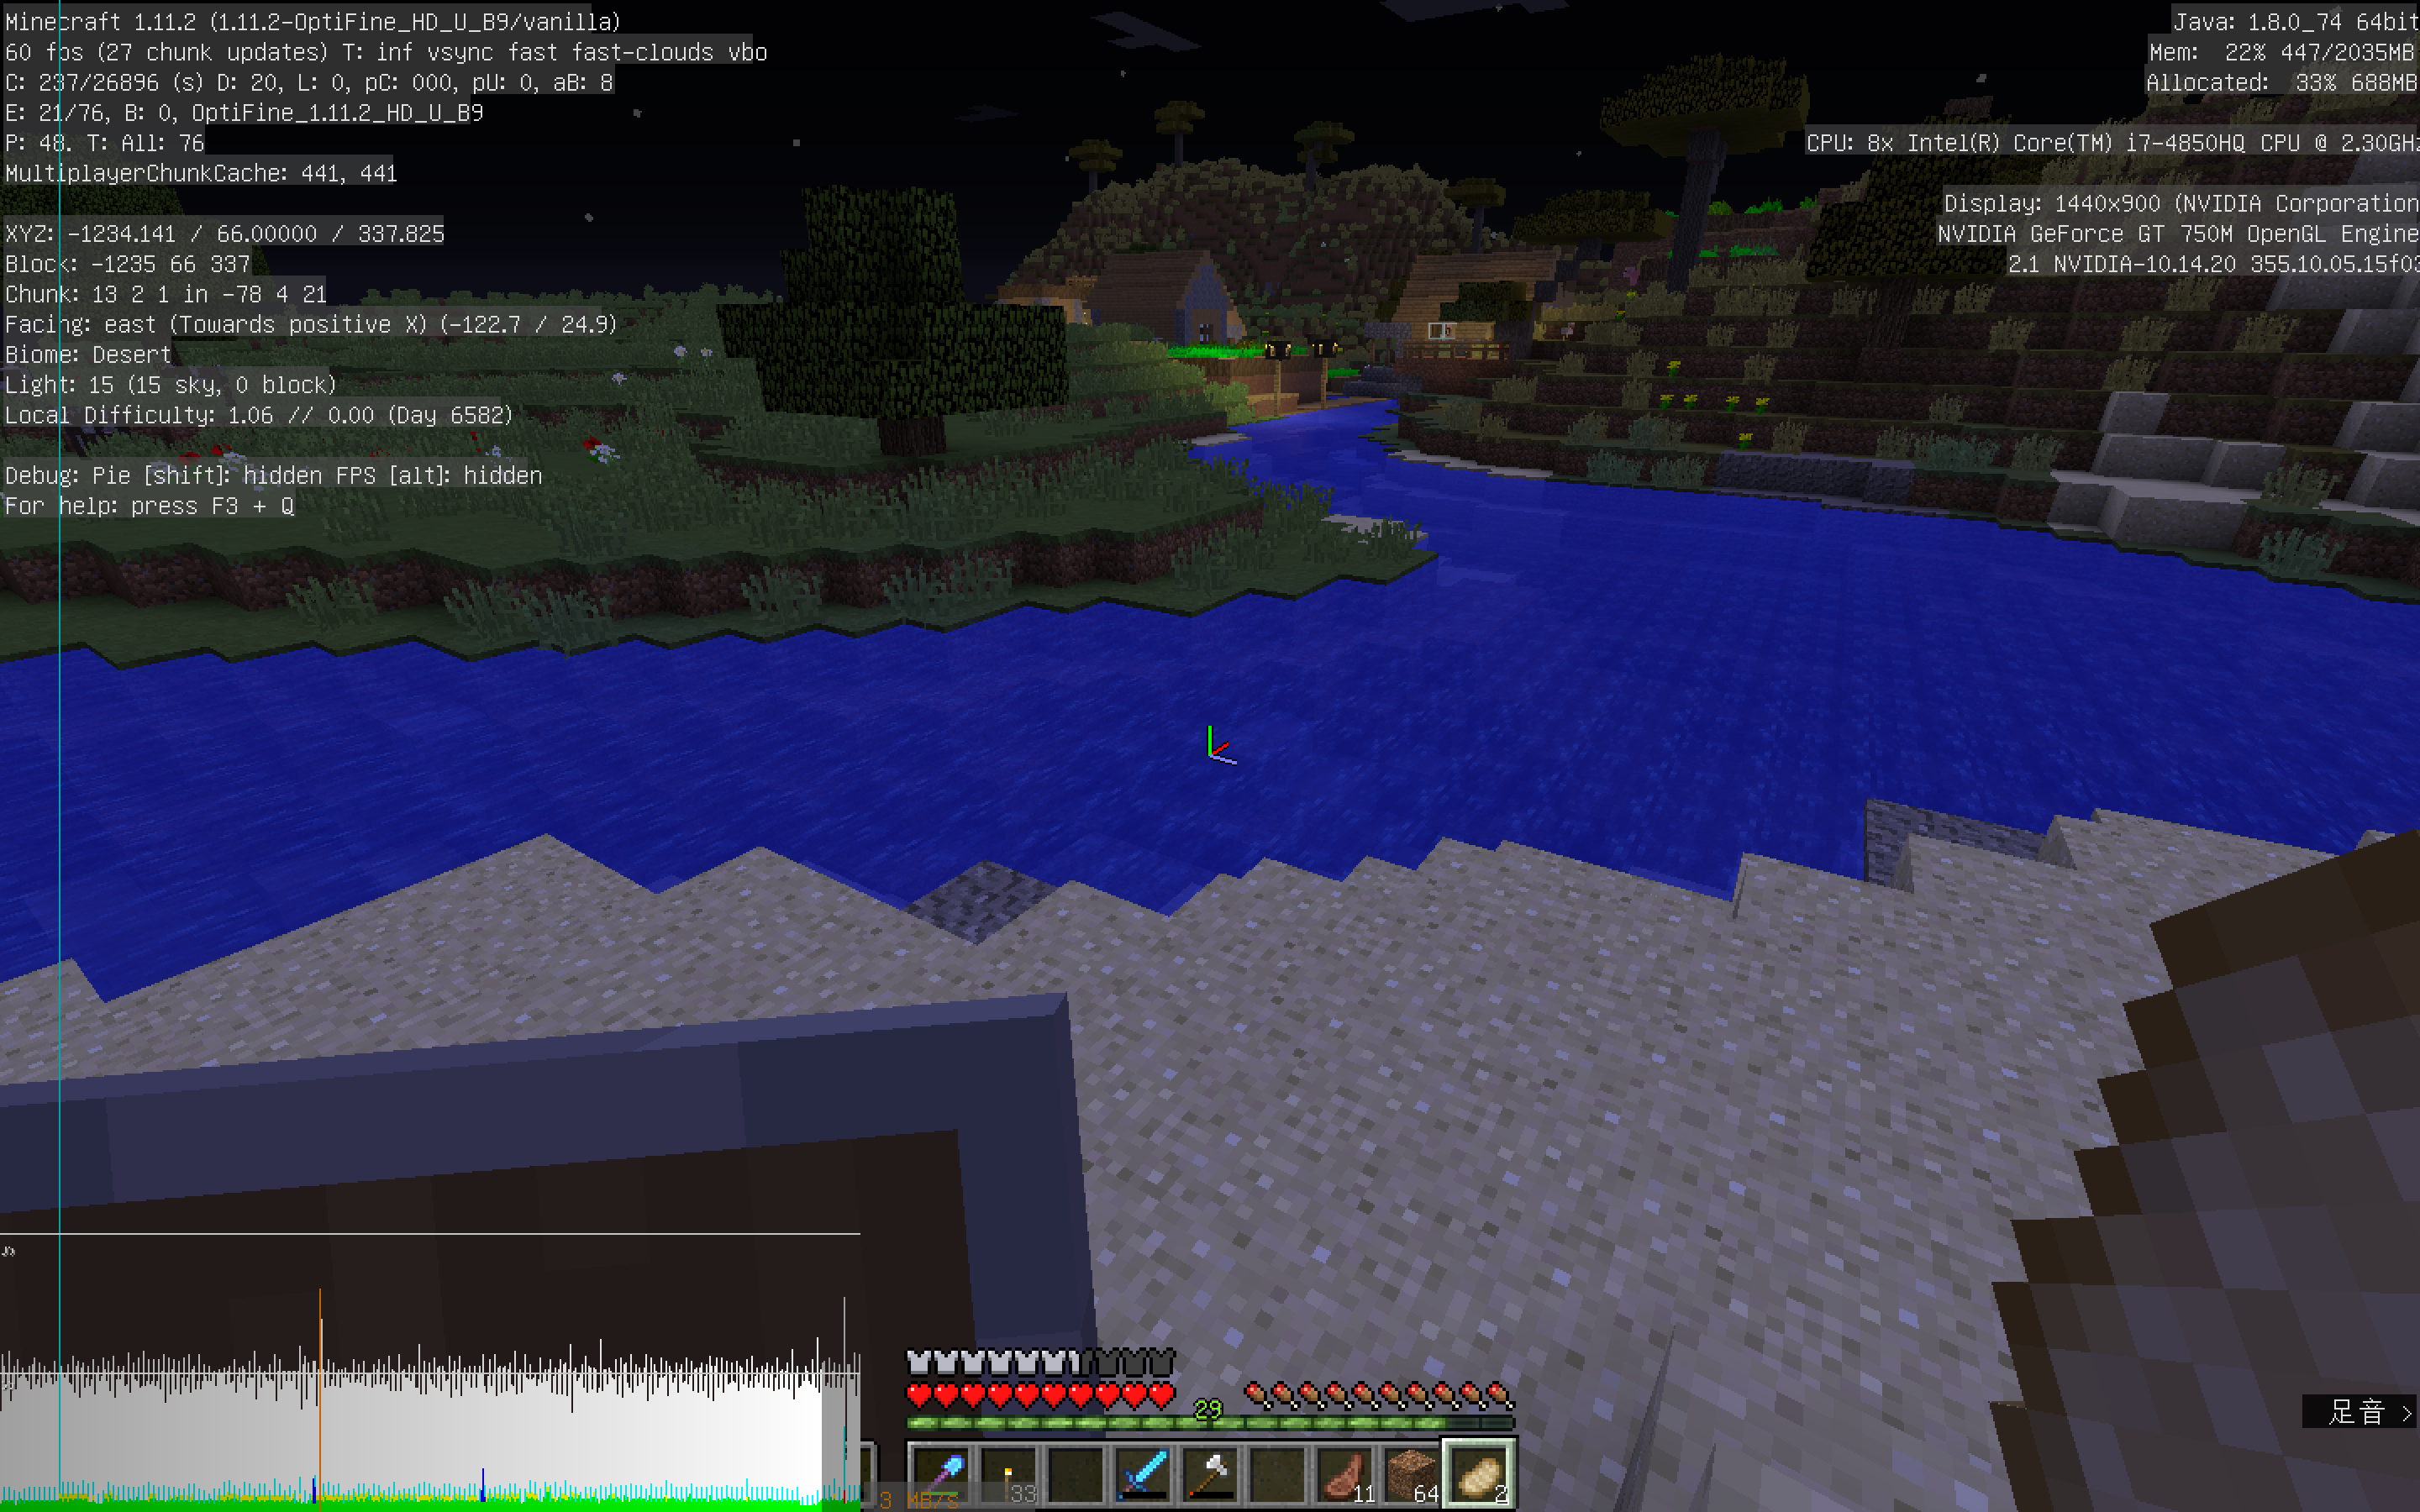 Minecraft 1.11.2 (1.11.2-OptiFine_HD_U_B9/vanilla)
60 fps (27 chunk updates) T: inf vsync fast fast-clouds vbo
C: 237/26896 (s) D: 20, L: 0, pC: 000, pU: 0, aB: 8
E: 21/76, B: 0, OptiFine_1.11.2_HD_U_B9
P: 48. T: All: 76
MultiplayerChunkCache: 441, 441
XYZ: -1234.141 / 66.00000 / 337.825
Block: -1235 66 337
Chunk: 13 2 1 in -78 4 21
Facing: east (Towards positive X) (-122.7 / 24.9)
Biome: Desert
Light: 15 (15 sky, 0 block)
Local Difficulty: 1.06 // 0.00 (Day 6582)
Debug: Pie [shift]: hidden FPS [alt]: hidden
For help: press F3 + Q
Java: 1.8.0_74 64bit
Mem: 22% 447/2035MB
Allocated: 33% 688MB
CPU: 8x Intel(R) Core(TM) i7-4850HQ CPU @ 2.30GHz
Display: 1440x900 (NVIDIA Corporation
NVIDIA GeForce GT 750M OpenGL Engine
2.1 NVIDIA-10.14.20 355.10.05.15f03
29
足音 >
33
11
64
2
3 MB/s